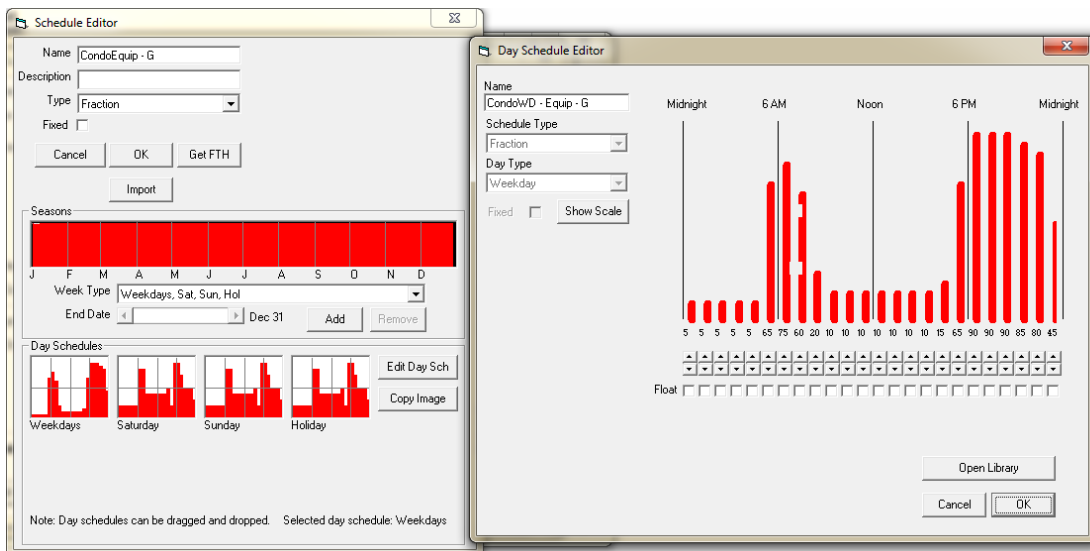 Schedule Editor
Name CondoEquip - G
Description
Type Fraction
Fixed
Cancel OK Get FTH
Import
Seasons
J F M A M J J A S O N D
Week Type Weekdays, Sat, Sun, Hol
End Date Dec 31 Add Remove
Day Schedules
Edit Day Sch
Copy Image
Weekdays Saturday Sunday Holiday
Note: Day schedules can be dragged and dropped. Selected day schedule: Weekdays
Day Schedule Editor
Name
CondoWD - Equip - G
Schedule Type
Fraction
Day Type
Weekday
Fixed Show Scale
Midnight 6 AM Noon 6 PM Midnight
5 5 5 5 5 65 75 60 20 10 10 10 10 10 10 10 15 65 90 90 90 85 80 45
Float
Open Library
Cancel OK